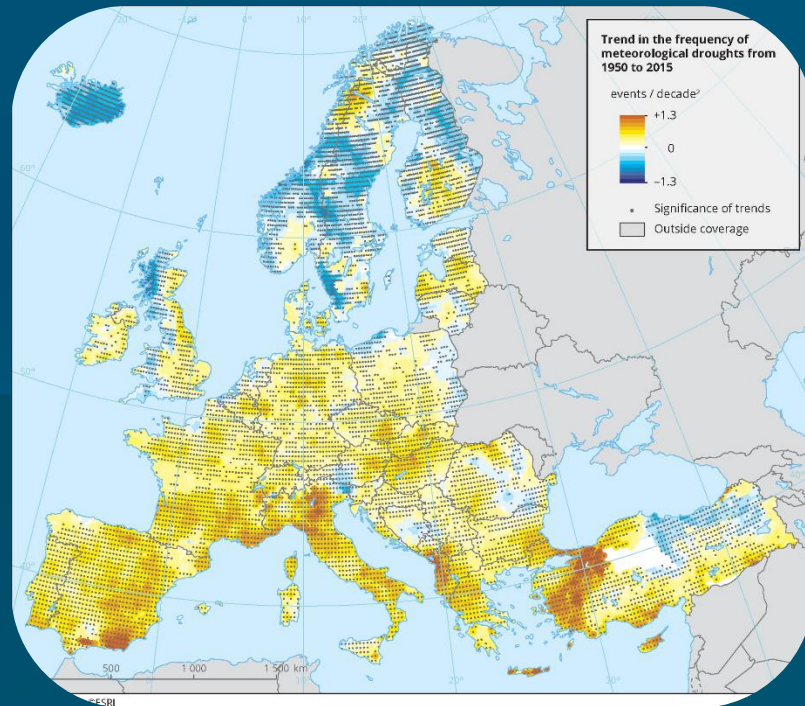 Trend in the frequency of
meteorological droughts from
1950 to 2015
events / decade²
+1.3
0
−1.3
Significance of trends
Outside coverage
500
1 000
1 500 km
©ESRI